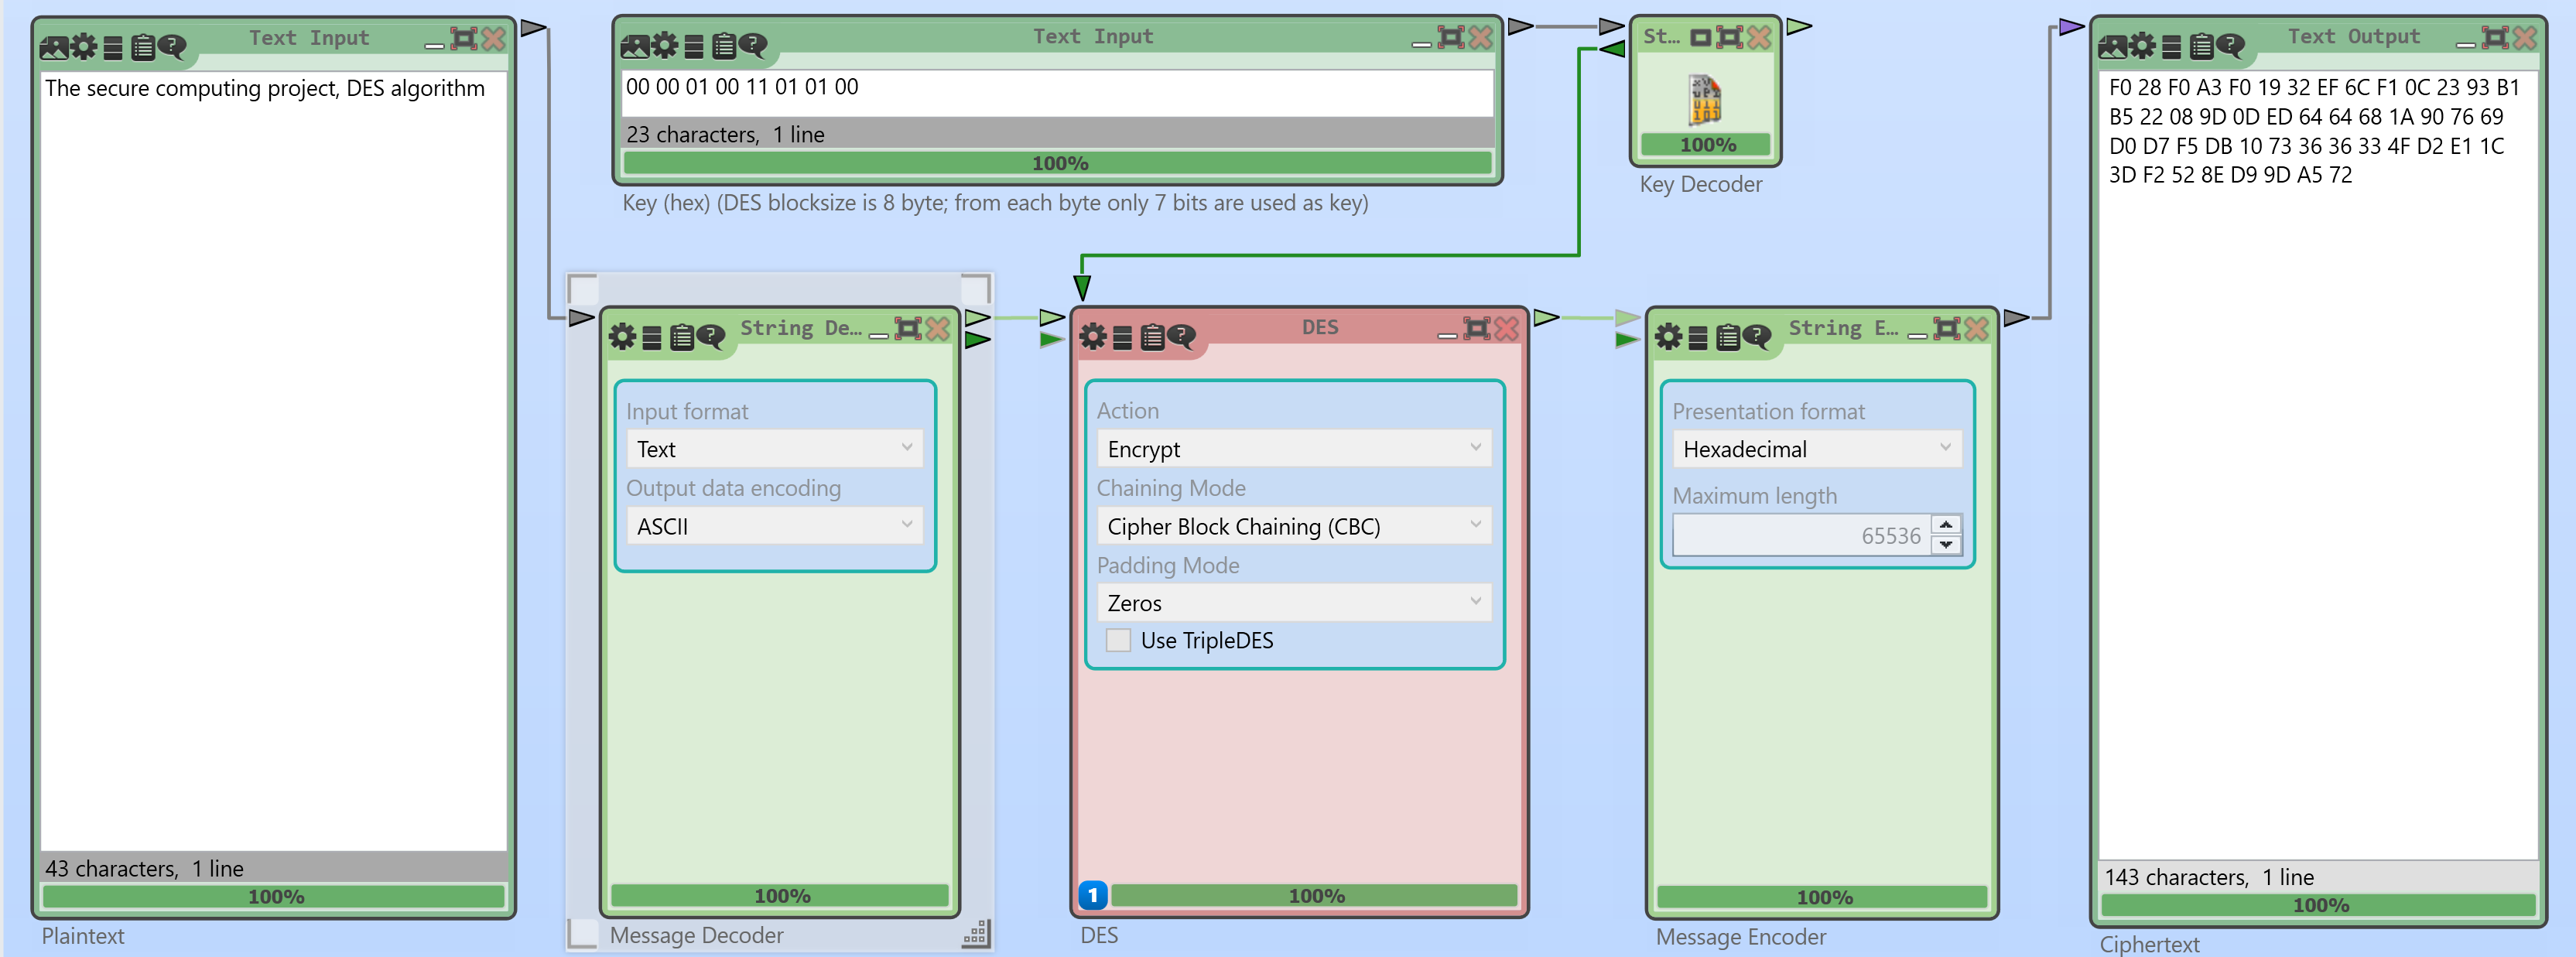 Text Input
The secure computing project, DES algorithm
43 characters,  1 line
100%
Plaintext
Text Input
00 00 01 00 11 01 01 00
23 characters,  1 line
100%
Key (hex) (DES blocksize is 8 byte; from each byte only 7 bits are used as key)
St...
100%
Key Decoder
String De...
Input format
Text
Output data encoding
ASCII
100%
Message Decoder
DES
Action
Encrypt
Chaining Mode
Cipher Block Chaining (CBC)
Padding Mode
Zeros
Use TripleDES
1
100%
DES
String E...
Presentation format
Hexadecimal
Maximum length
65536
100%
Message Encoder
Text Output
F0 28 F0 A3 F0 19 32 EF 6C F1 0C 23 93 B1
B5 22 08 9D 0D ED 64 64 68 1A 90 76 69
D0 D7 F5 DB 10 73 36 36 33 4F D2 E1 1C
3D F2 52 8E D9 9D A5 72
143 characters,  1 line
100%
Ciphertext